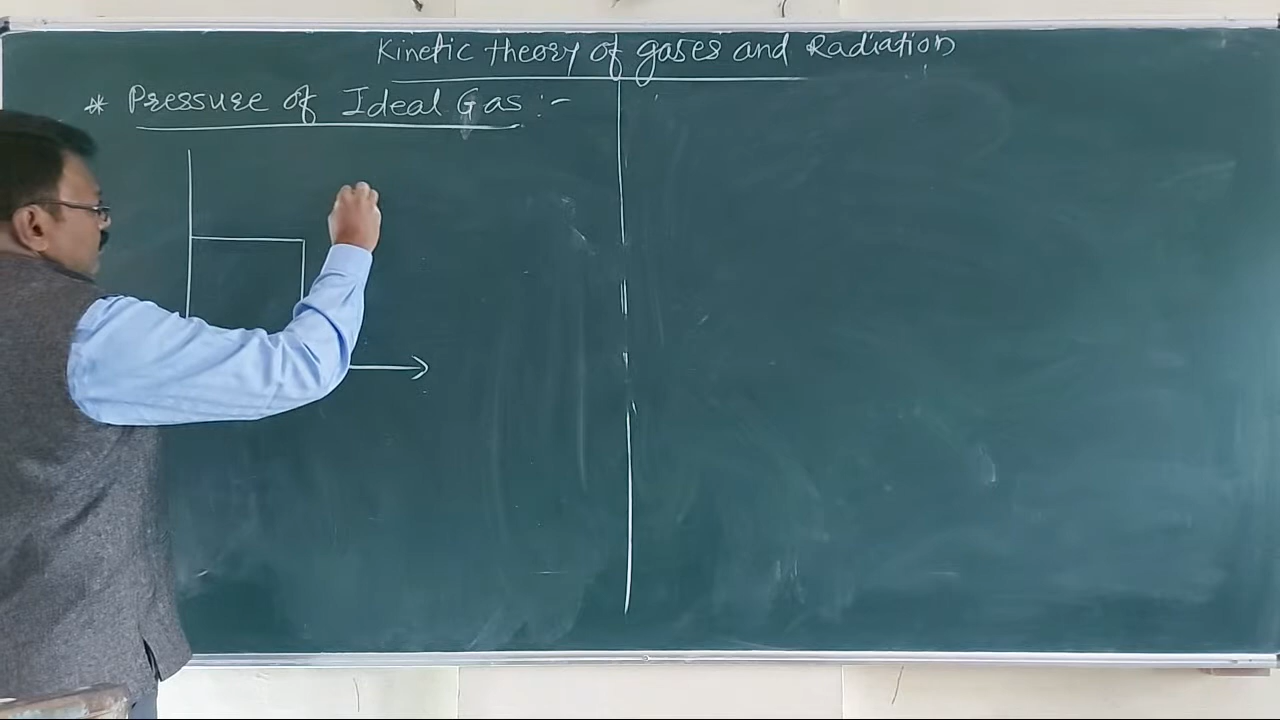 Kinetic theory of gases and Radiation
* Pressure of Ideal Gas :-